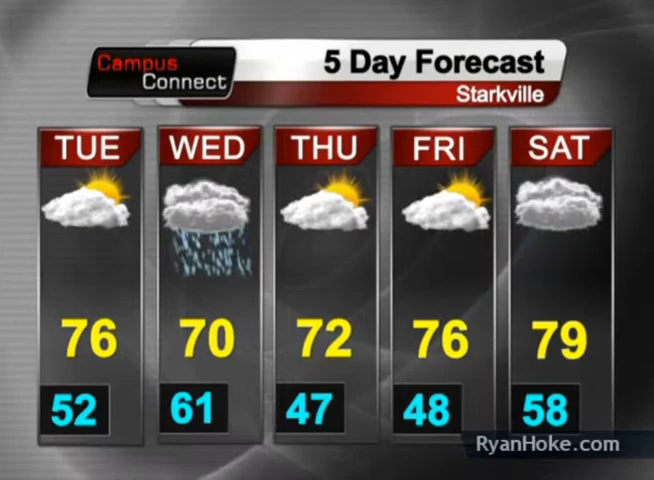 Campus
Connect
5 Day Forecast
Starkville
TUE WED THU FRI SAT
76 70 72 76 79
52 61 47 48 58
RyanHoke.com